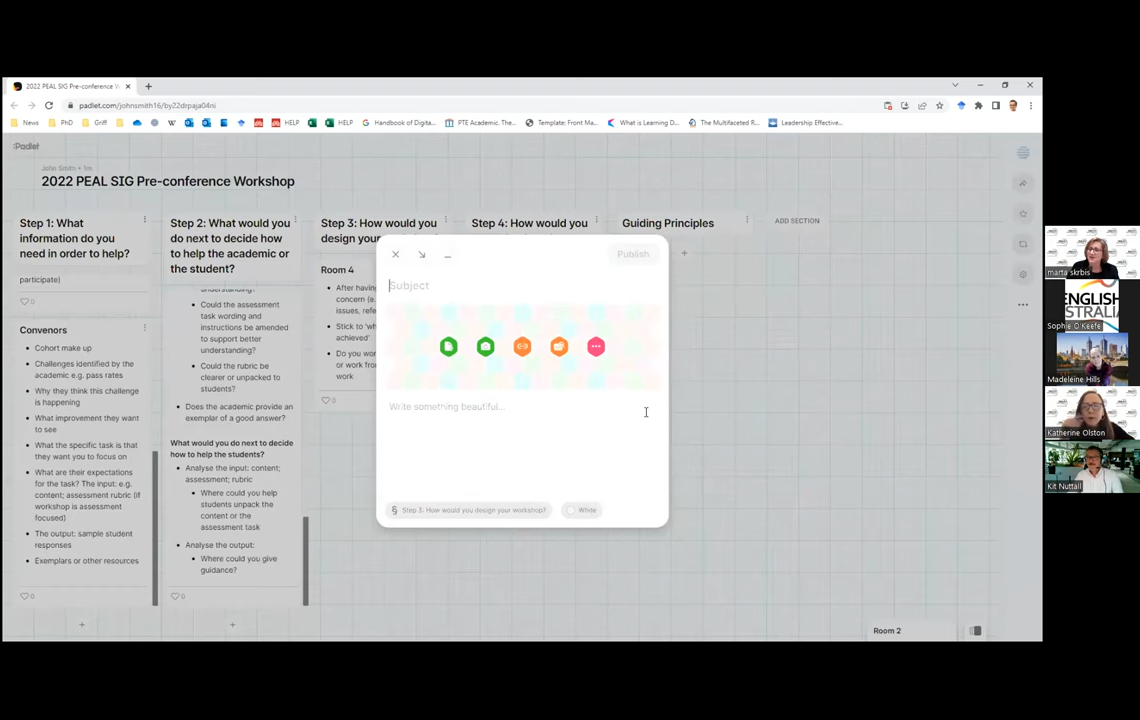 2022 PEAL SIG Pre-conference W
padlet.com/johnsmith16/by22drpaja04ni
News
PhD
Griff
HELP
HELP
Handbook of Digita...
PTE Academic. The...
Template; Front Ma...
What is Learning D...
The Multifaceted R...
Leadership Effective...
:Padlet
John Smith + 1m
2022 PEAL SIG Pre-conference Workshop
Step 1: What
information do you
need in order to help?
participate)
0
Convenors
Cohort make up
Challenges identified by the
academic e.g. pass rates
Why they think this challenge
is happening
What improvement they want
to see
What the specific task is that
they want you to focus on
What are their expectations
for the task? The input: e.g.
content; assessment rubric (if
workshop is assessment
focused)
The output: sample student
responses
Exemplars or other resources
0
Step 2: What would you
do next to decide how
to help the academic or
the student?
understanding?
Could the assessment
task wording and
instructions be amended
to support better
understanding?
Could the rubric be
clearer or unpacked to
students?
Does the academic provide an
exemplar of a good answer?
What would you do next to decide
how to help the students?
Analyse the input: content;
assessment; rubric
Where could you help
students unpack the
content or the
assessment task
Analyse the output:
Where could you give
guidance?
0
Step 3: How would you
design your
Room 4
After having
concern (e.
issues, refe
Stick to 'wh
achieved'
Do you wor
or work from
work
0
Step 4: How would you
Guiding Principles
ADD SECTION
Publish
Subject
Write something beautiful...
Step 3: How would you design your workshop?
White
Room 2
marta skrbis
ENGLISH
AUSTRALIA
Sophie O'Keefe
Madeleine Hills
Katherine Olston
Kit Nuttall